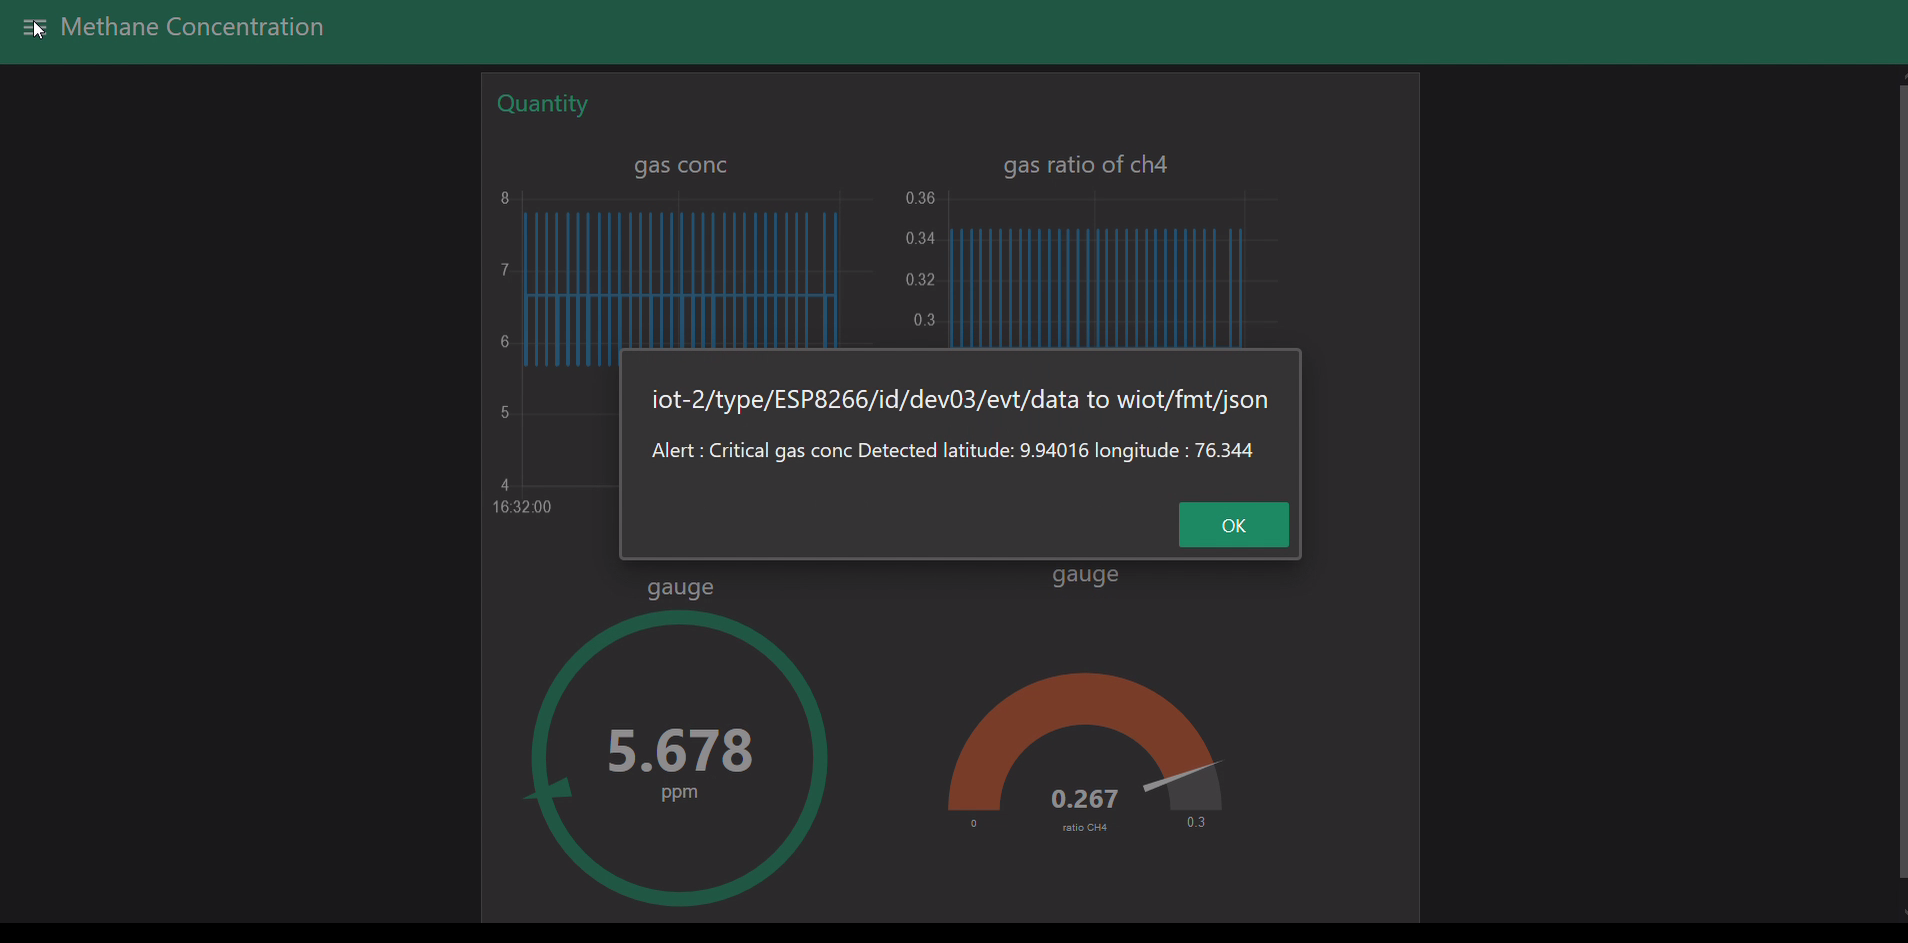 Methane Concentration
Quantity
gas conc
gas ratio of ch4
8
7
6
5
4
16:32:00
0.36
0.34
0.32
0.3
iot-2/type/ESP8266/id/dev03/evt/data to wiot/fmt/json
Alert : Critical gas conc Detected latitude: 9.94016 longitude : 76.344
OK
gauge
5.678
ppm
gauge
0.267
ratio CH4
0
0.3